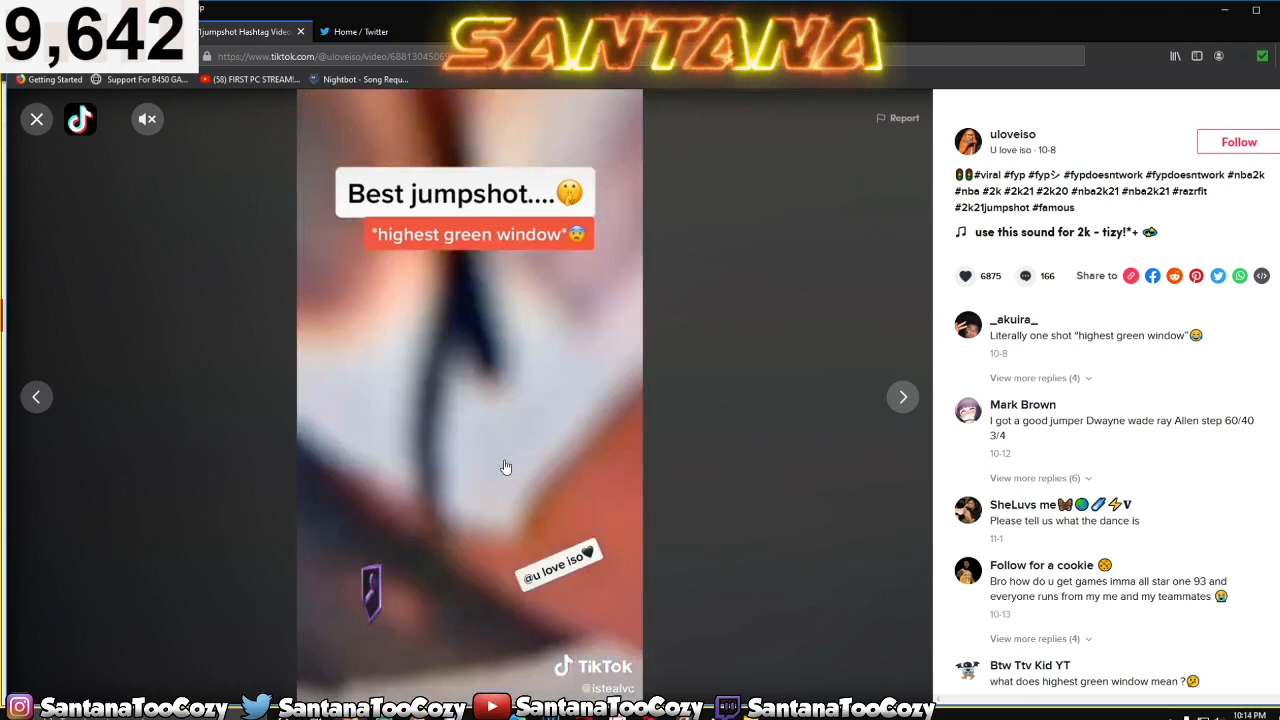 9,642
SANTANA
jumpshot Hashtag Video
Home / Twitter
https://www.tiktok.com/@uloveiso/video/688130450
Getting Started
Support For B450 GA...
(58) FIRST PC STREAM!...
Nightbot - Song Requ...
Report
Best jumpshot....🤫
*highest green window*😨
@u love iso🖤
TikTok
@istealvc
uloveiso
U love iso · 10-8
Follow
🚦🚦#viral #fyp #fypシ #fypdoesntwork #fypdoesntwork #nba2k
#nba #2k #2k21 #2k20 #nba2k21 #nba2k21 #razrfit
#2k21jumpshot #famous
use this sound for 2k - tizy!*+
6875
166
Share to
_akuira_
Literally one shot “highest green window”😂
10-8
View more replies (4)
Mark Brown
I got a good jumper Dwayne wade ray Allen step 60/40
3/4
10-12
View more replies (6)
SheLuvs me🦋🌎🧷⚡V
Please tell us what the dance is
11-1
Follow for a cookie 🍪
Bro how do u get games imma all star one 93 and
everyone runs from my me and my teammates 😭
10-13
View more replies (4)
Btw Ttv Kid YT
what does highest green window mean ?🤔
SantanaTooCozy
SantanaTooCozy
SantanaTooCozy
SantanaTooCozy
10:14 PM